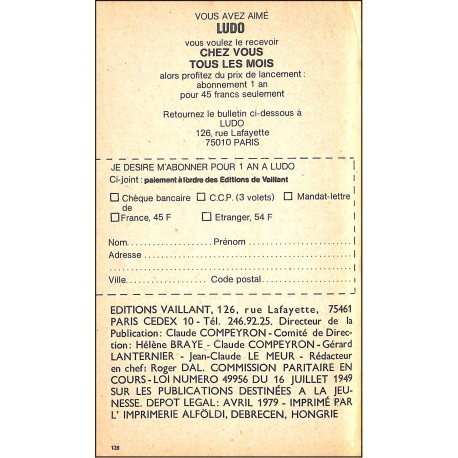 VOUS AVEZ AIMÉ
LUDO
vous voulez le recevoir
CHEZ VOUS
TOUS LES MOIS
alors profitez du prix de lancement :
abonnement 1 an
pour 45 francs seulement
Retournez le bulletin ci-dessous à
LUDO
126, rue Lafayette
75010 PARIS
JE DESIRE M'ABONNER POUR 1 AN A LUDO
Ci-joint : paiement à l'ordre des Editions de Vaillant
☐ Chèque bancaire ☐ C.C.P. (3 volets) ☐ Mandat-lettre
de
☐ France, 45 F ☐ Etranger, 54 F
Nom. . . . . . . . . . . . . . . . . . . Prénom . . . . . . . . . . . . . . . . . . . . . .
Adresse . . . . . . . . . . . . . . . . . . . . . . . . . . . . . . . . . . . . . . . . . . . .
. . . . . . . . . . . . . . . . . . . . . . . . . . . . . . . . . . . . . . . . . . . . . . . . .
Ville. . . . . . . . . . . . . . . . . . Code postal. . . . . . . . . . . . . . . . . .
EDITIONS VAILLANT, 126, rue Lafayette, 75461
PARIS CEDEX 10 - Tél. 246.92.25. Directeur de la
Publication: Claude COMPEYRON - Comité de Direc-
tion: Hélène BRAYE - Claude COMPEYRON - Gérard
LANTERNIER - Jean-Claude LE MEUR - Rédacteur
en chef: Roger DAL. COMMISSION PARITAIRE EN
COURS - LOI NUMERO 49956 DU 16 JUILLET 1949
SUR LES PUBLICATIONS DESTINÉES A LA JEU-
NESSE. DEPOT LEGAL: AVRIL 1979 - IMPRIMÉ PAR
L' IMPRIMERIE ALFÖLDI, DEBRECEN, HONGRIE
128